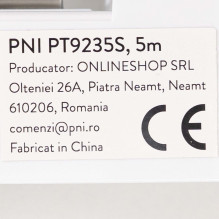 PNI PT9235S, 5m
Producator: ONLINESHOP SRL
Olteniei 26A, Piatra Neamt, Neamt
610206, Romania
comenzi@pni.ro
Fabricat in China
CE